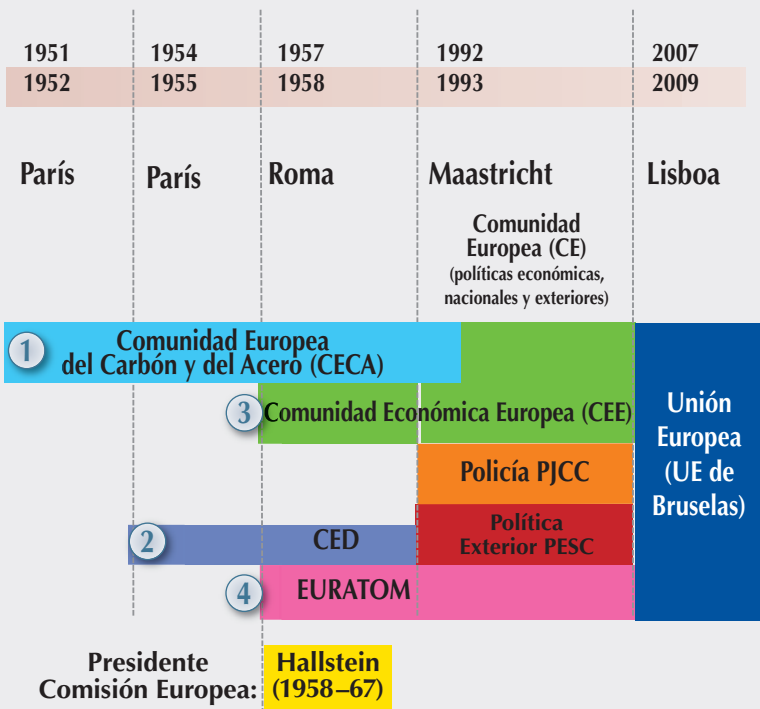 1951 1954 1957 1992 2007
1952 1955 1958 1993 2009
París París Roma Maastricht Lisboa
Comunidad
Europea (CE)
(políticas económicas,
nacionales y exteriores)
1 Comunidad Europea
del Carbón y del Acero (CECA)
3 Comunidad Económica Europea (CEE)
Unión
Europea
(UE de
Bruselas)
Policía PJCC
2 CED
Política
Exterior PESC
4 EURATOM
Presidente
Comisión Europea:
Hallstein
(1958–67)